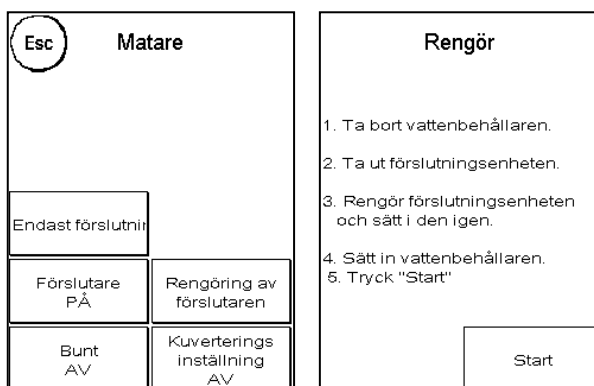 Esc
Matare
Endast förslutnir
Förslutare
PÅ
Rengöring av
förslutaren
Bunt
AV
Kuverterings
inställning
AV
Rengör
1. Ta bort vattenbehållaren.
2. Ta ut förslutningsenheten.
3. Rengör förslutningsenheten
och sätt i den igen.
4. Sätt in vattenbehållaren.
5. Tryck "Start"
Start